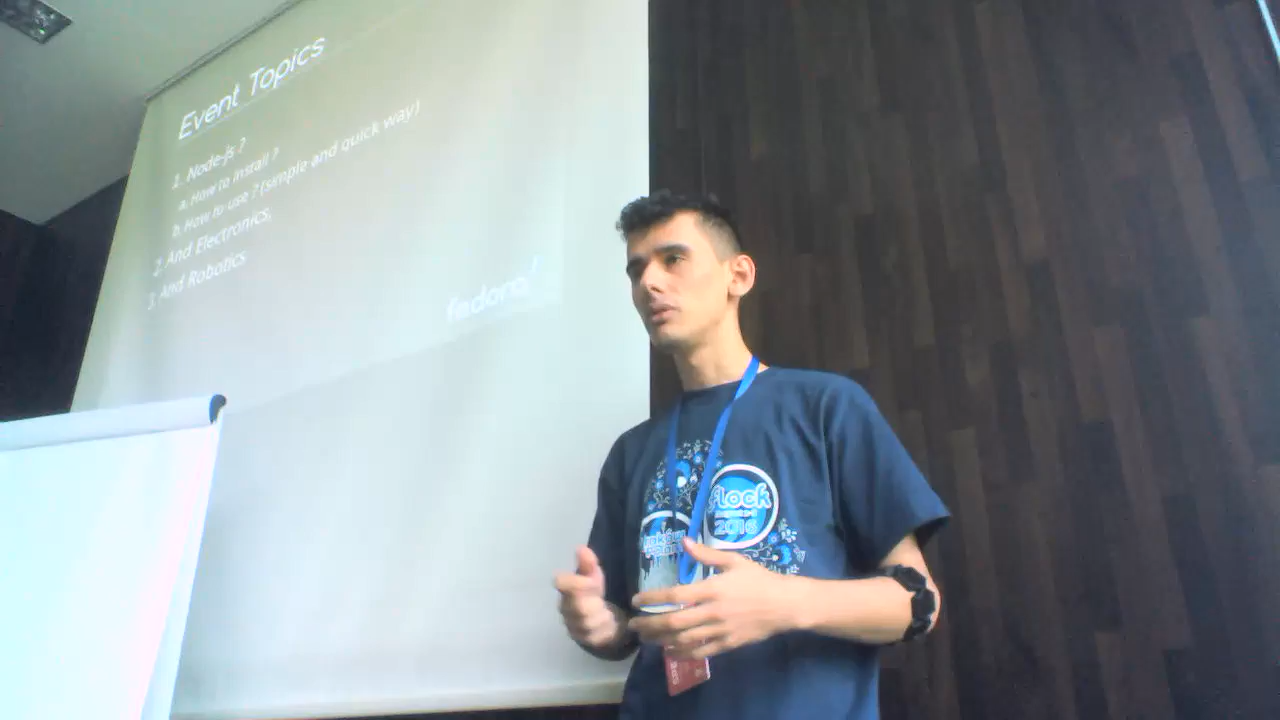 Event Topics
1. Node-js ?
a. How to install ?
b. How to use ? (simple and quick way)
2. And Electronics,
3. And Robotics
fedora
flock
2016